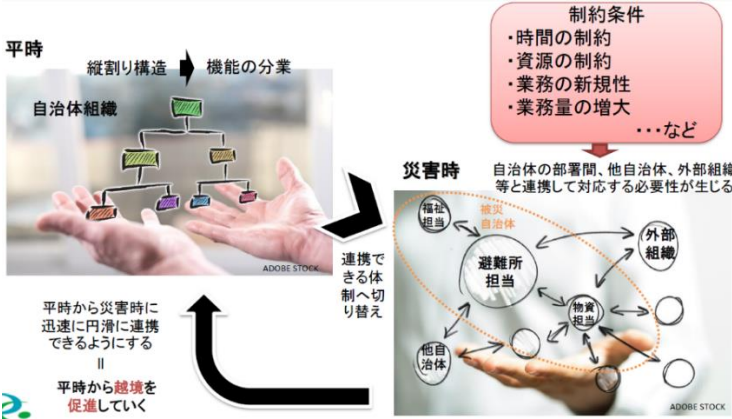 制約条件
・時間の制約
・資源の制約
・業務の新規性
・業務量の増大
・・・など
平時
縦割り構造 機能の分業
自治体組織
ADOBE STOCK
災害時
自治体の部署間、他自治体、外部組織
等と連携して対応する必要性が生じる
連携で
きる体
制へ切
り替え
福祉
担当
被災
自治体
避難所
担当
外部
組織
物資
担当
他自
治体
ADOBE STOCK
平時から災害時に
迅速に円滑に連携
できるようにする
=
平時から越境を
促進していく